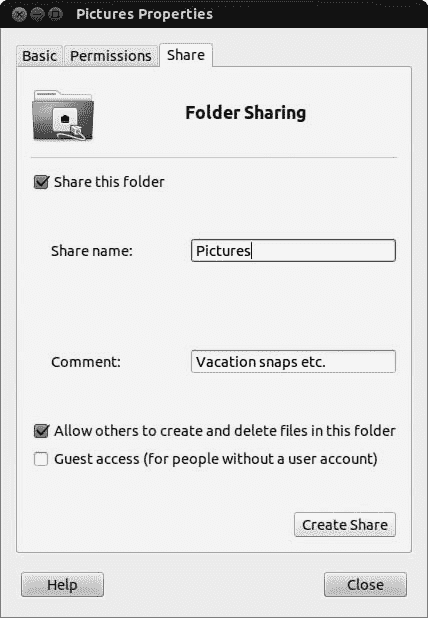 Pictures Properties
Basic Permissions Share
Folder Sharing
Share this folder
Share name: Pictures
Comment: Vacation snaps etc.
Allow others to create and delete files in this folder
Guest access (for people without a user account)
Create Share
Help Close